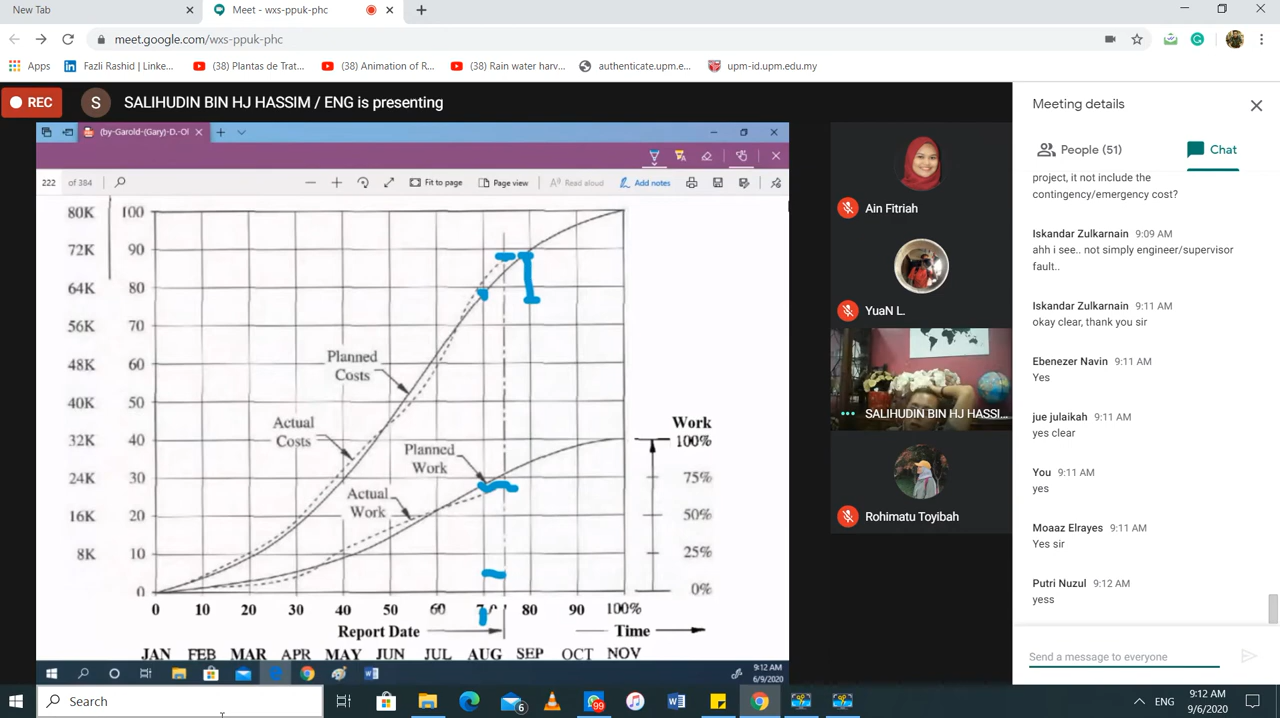 New Tab
Meet - wxs-ppuk-phc
meet.google.com/wxs-ppuk-phc
Apps
Fazli Rashid | Linke...
(38) Plantas de Trat...
(38) Animation of R...
(38) Rain water harv...
authenticate.upm.e...
upm-id.upm.edu.my
REC
S
SALIHUDIN BIN HJ HASSIM / ENG is presenting
(by-Garold-(Gary)-D.-Ol
222 of 384
Fit to page
Page view
Read aloud
Add notes
80K 100
72K 90
64K 80
56K 70
48K 60
40K 50
32K 40
24K 30
16K 20
8K 10
0
Planned
Costs
Actual
Costs
Planned
Work
Actual
Work
Work
100%
75%
50%
25%
0%
0 10 20 30 40 50 60 80 90 100%
Report Date
Time
JAN FEB MAR APR MAY JUN JUL AUG SEP OCT NOV
9:12 AM
6/9/2020
Ain Fitriah
YuaN L.
SALIHUDIN BIN HJ HASSI...
Rohimatu Toyibah
Meeting details
People (51)
Chat
project, it not include the
contingency/emergency cost?
Iskandar Zulkarnain 9:09 AM
ahh i see.. not simply engineer/supervisor
fault..
Iskandar Zulkarnain 9:11 AM
okay clear, thank you sir
Ebenezer Navin 9:11 AM
Yes
jue julaikah 9:11 AM
yes clear
You 9:11 AM
yes
Moaaz Elrayes 9:11 AM
Yes sir
Putri Nuzul 9:12 AM
yess
Send a message to everyone
Search
6
99
ENG
9:12 AM
9/6/2020